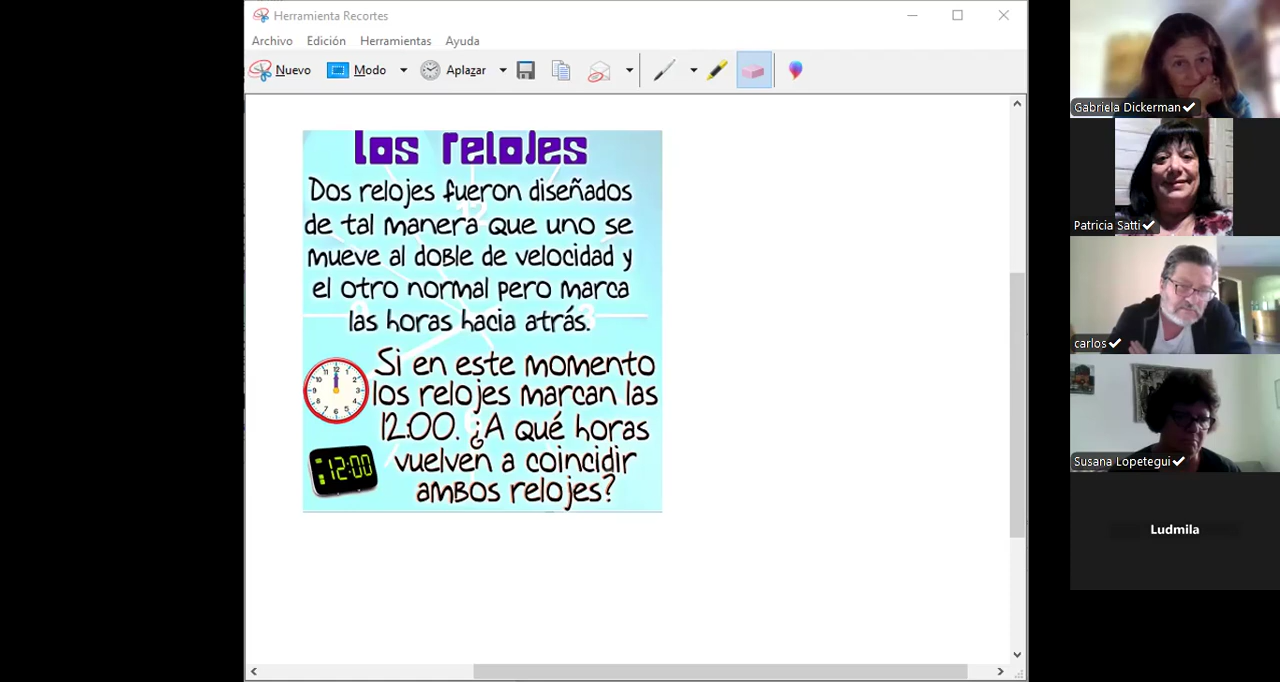 Herramienta Recortes
Archivo Edición Herramientas Ayuda
Nuevo Modo Aplazar
los relojes
Dos relojes fueron diseñados
de tal manera que uno se
mueve al doble de velocidad y
el otro normal pero marca
las horas hacia atrás.
Si en este momento
los relojes marcan las
12:00. ¿A qué horas
vuelven a coincidir
ambos relojes?
12:00
Gabriela Dickerman
Patricia Satti
carlos
Susana Lopetegui
Ludmila